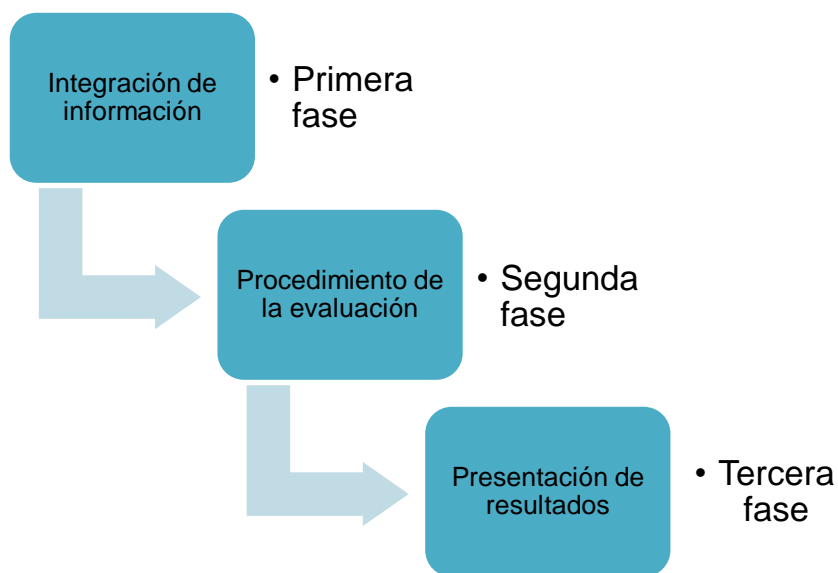 Integración de
información
• Primera
fase
Procedimiento de
la evaluación
• Segunda
fase
Presentación de
resultados
• Tercera
fase